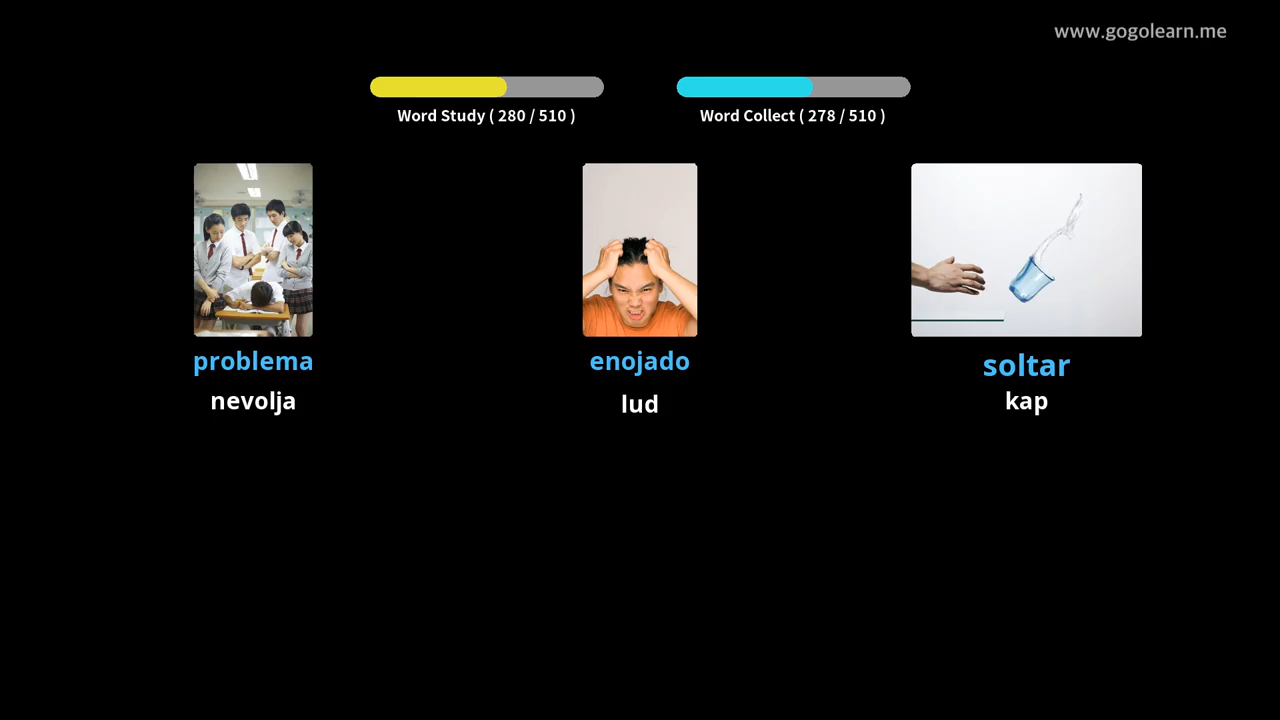 www.gogolearn.me
Word Study ( 280 / 510 )
Word Collect ( 278 / 510 )
problema
nevolja
enojado
lud
soltar
kap